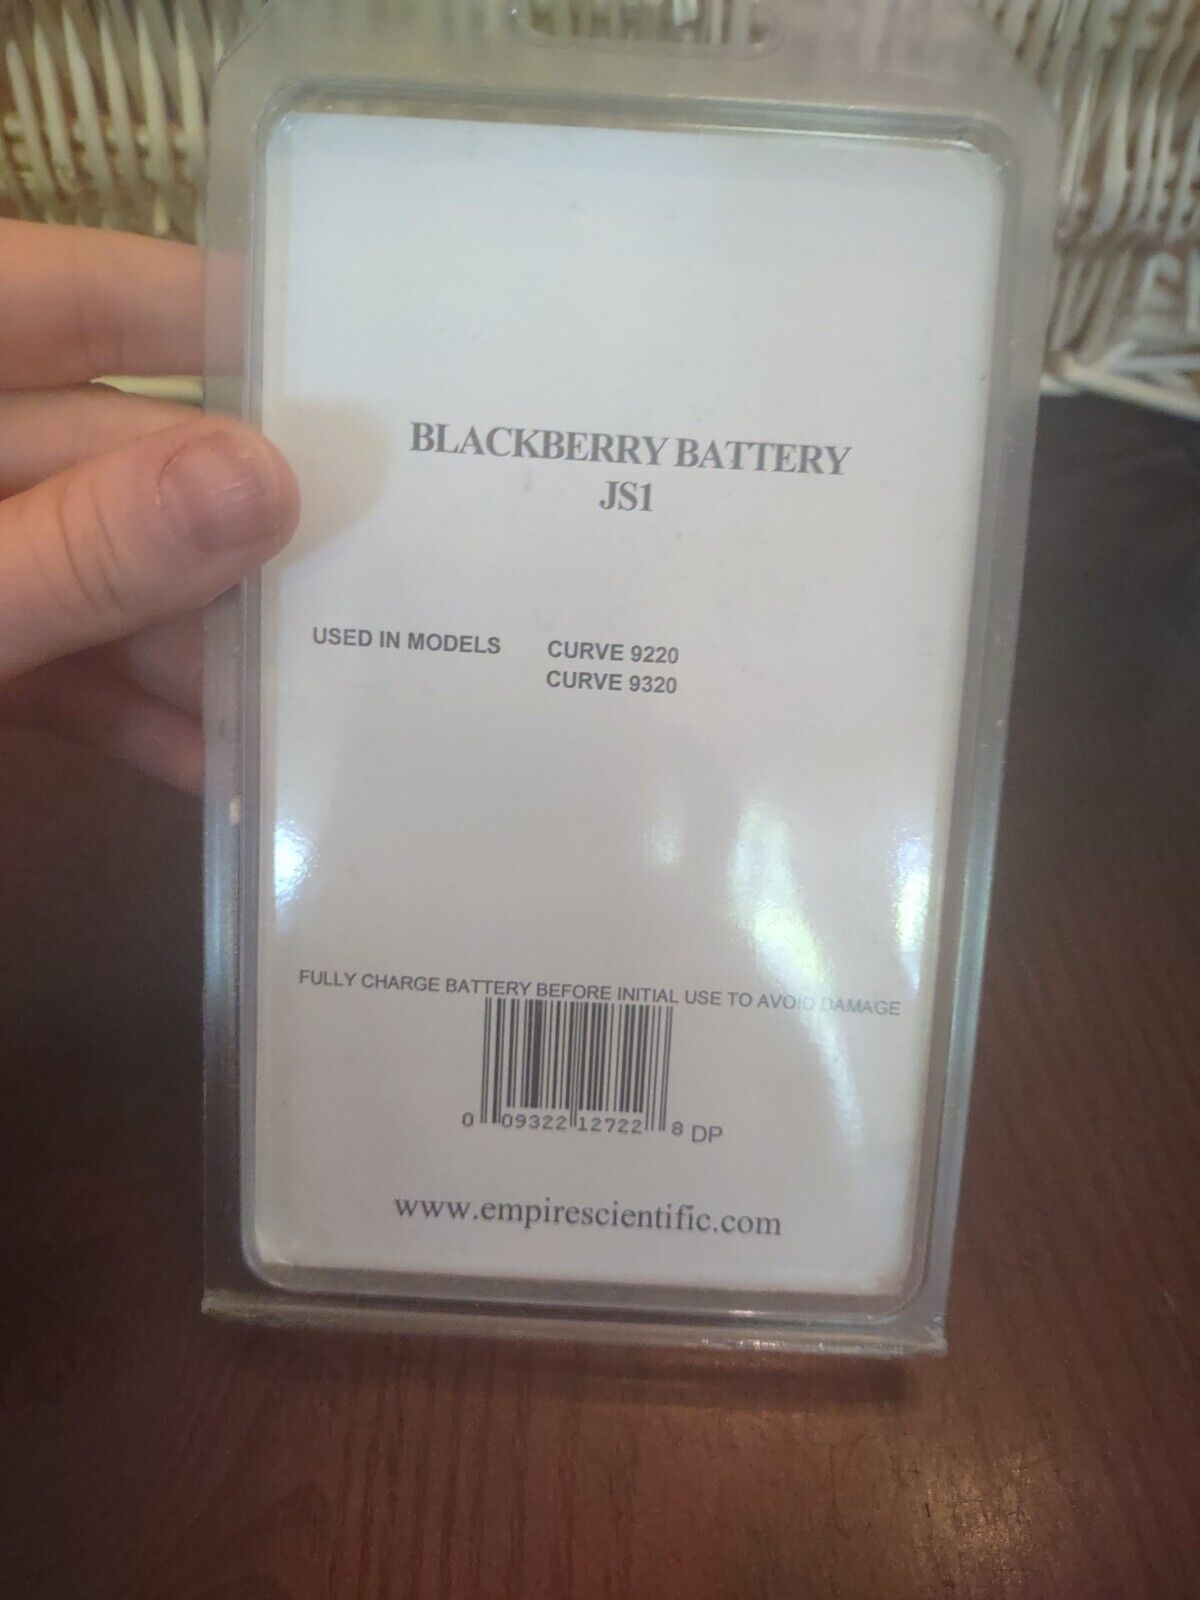 BLACKBERRY BATTERY
JS1
USED IN MODELS CURVE 9220
CURVE 9320
FULLY CHARGE BATTERY BEFORE INITIAL USE TO AVOID DAMAGE
0 09322 12722 8 DP
www.empirescientific.com